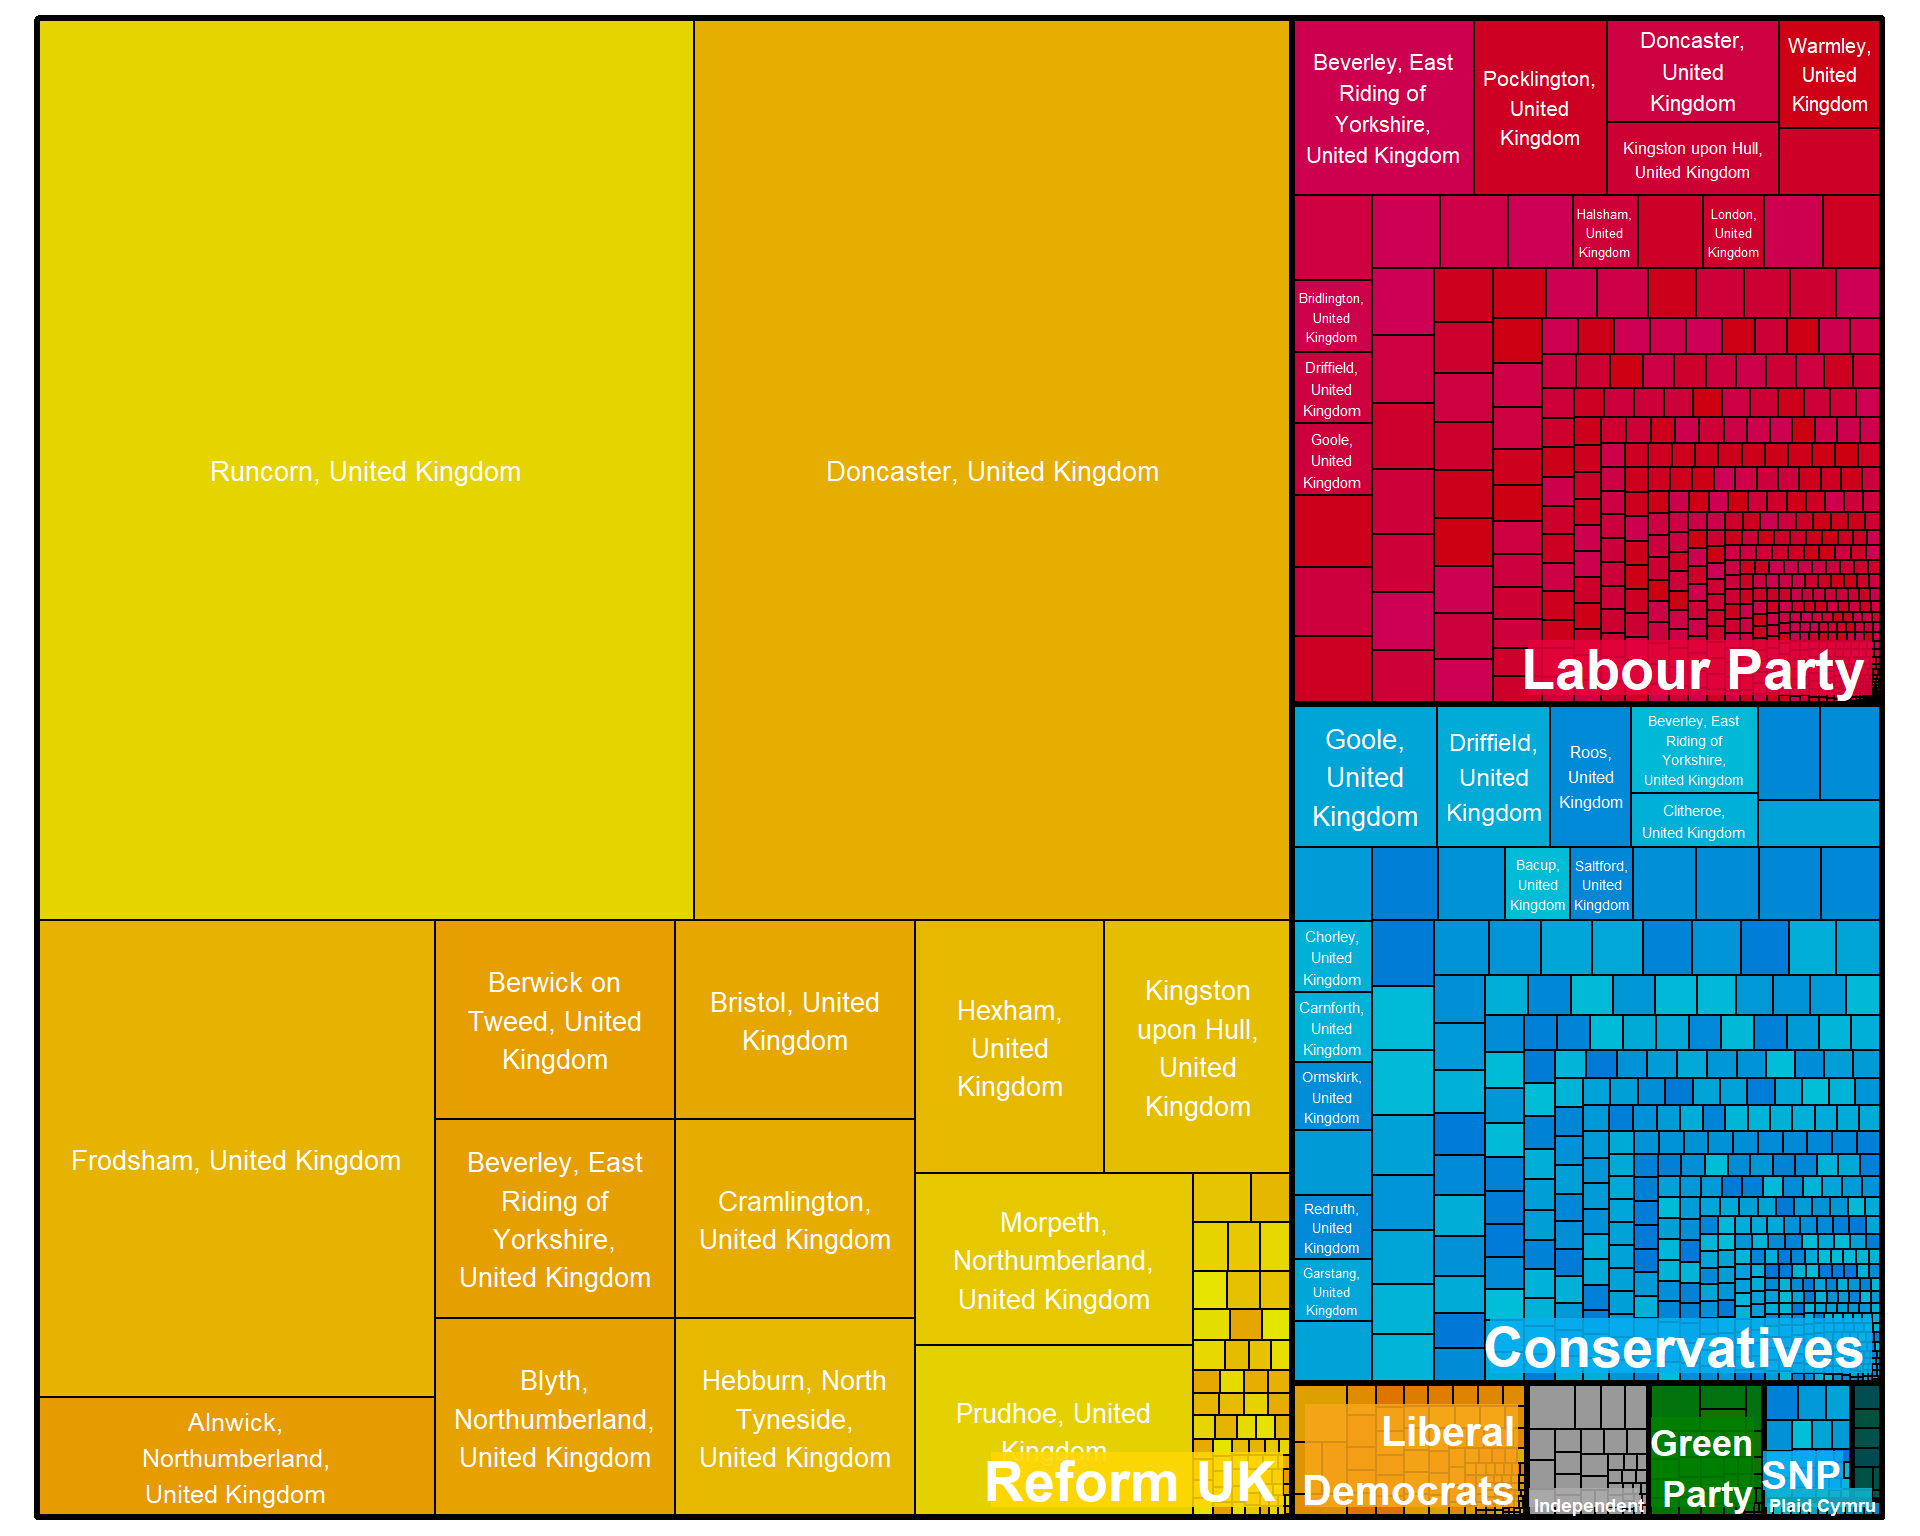 Runcorn, United Kingdom
Doncaster, United Kingdom
Frodsham, United Kingdom
Alnwick,
Northumberland,
United Kingdom
Berwick on
Tweed, United
Kingdom
Beverley, East
Riding of
Yorkshire,
United Kingdom
Blyth,
Northumberland,
United Kingdom
Bristol, United
Kingdom
Cramlington,
United Kingdom
Hebburn, North
Tyneside,
United Kingdom
Hexham,
United
Kingdom
Kingston
upon Hull,
United
Kingdom
Morpeth,
Northumberland,
United Kingdom
Prudhoe, United
Kingdom
Reform UK
Beverley, East
Riding of
Yorkshire,
United Kingdom
Pocklington,
United
Kingdom
Doncaster,
United
Kingdom
Kingston upon Hull,
United Kingdom
Warmley,
United
Kingdom
Halsham,
United
Kingdom
London,
United
Kingdom
Bridlington,
United
Kingdom
Driffield,
United
Kingdom
Goole,
United
Kingdom
Labour Party
Goole,
United
Kingdom
Driffield,
United
Kingdom
Roos,
United
Kingdom
Beverley, East
Riding of
Yorkshire,
United Kingdom
Clitheroe,
United Kingdom
Bacup,
United
Kingdom
Saltford,
United
Kingdom
Chorley,
United
Kingdom
Carnforth,
United
Kingdom
Ormskirk,
United
Kingdom
Redruth,
United
Kingdom
Garstang,
United
Kingdom
Conservatives
Liberal
Democrats
Independent
Green
Party
SNP
Plaid Cymru